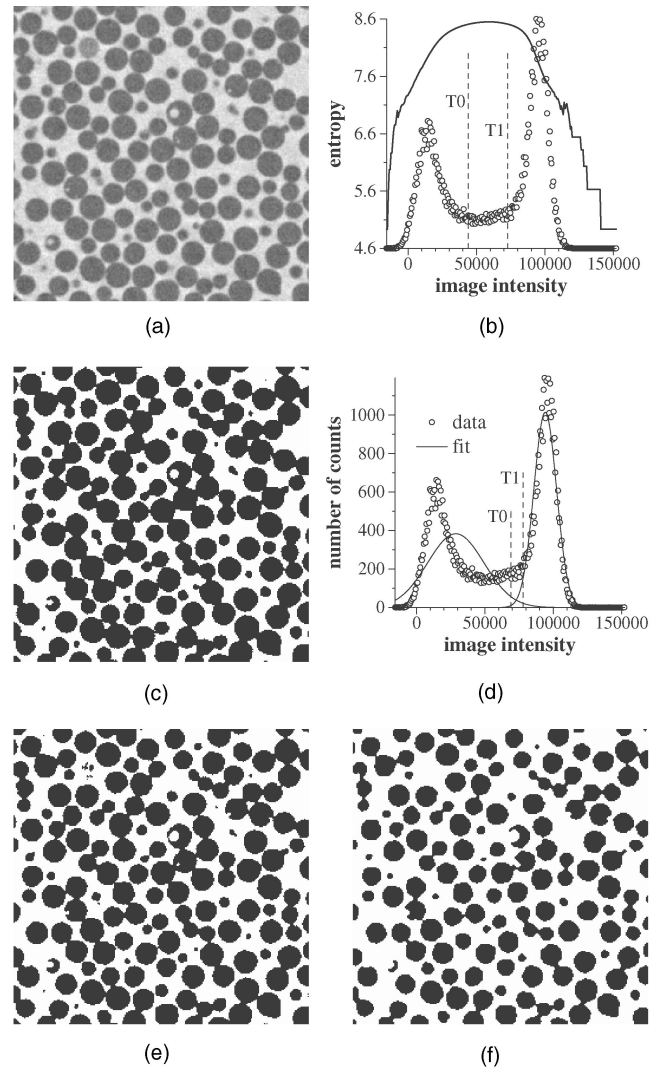 8.6
7.6
6.6
5.6
4.6
entropy
T0
T1
0 50000 100000 150000
image intensity
(a)
(b)
1000
800
600
400
200
0
number of counts
data
fit
T1
T0
0 50000 100000 150000
image intensity
(c)
(d)
(e)
(f)